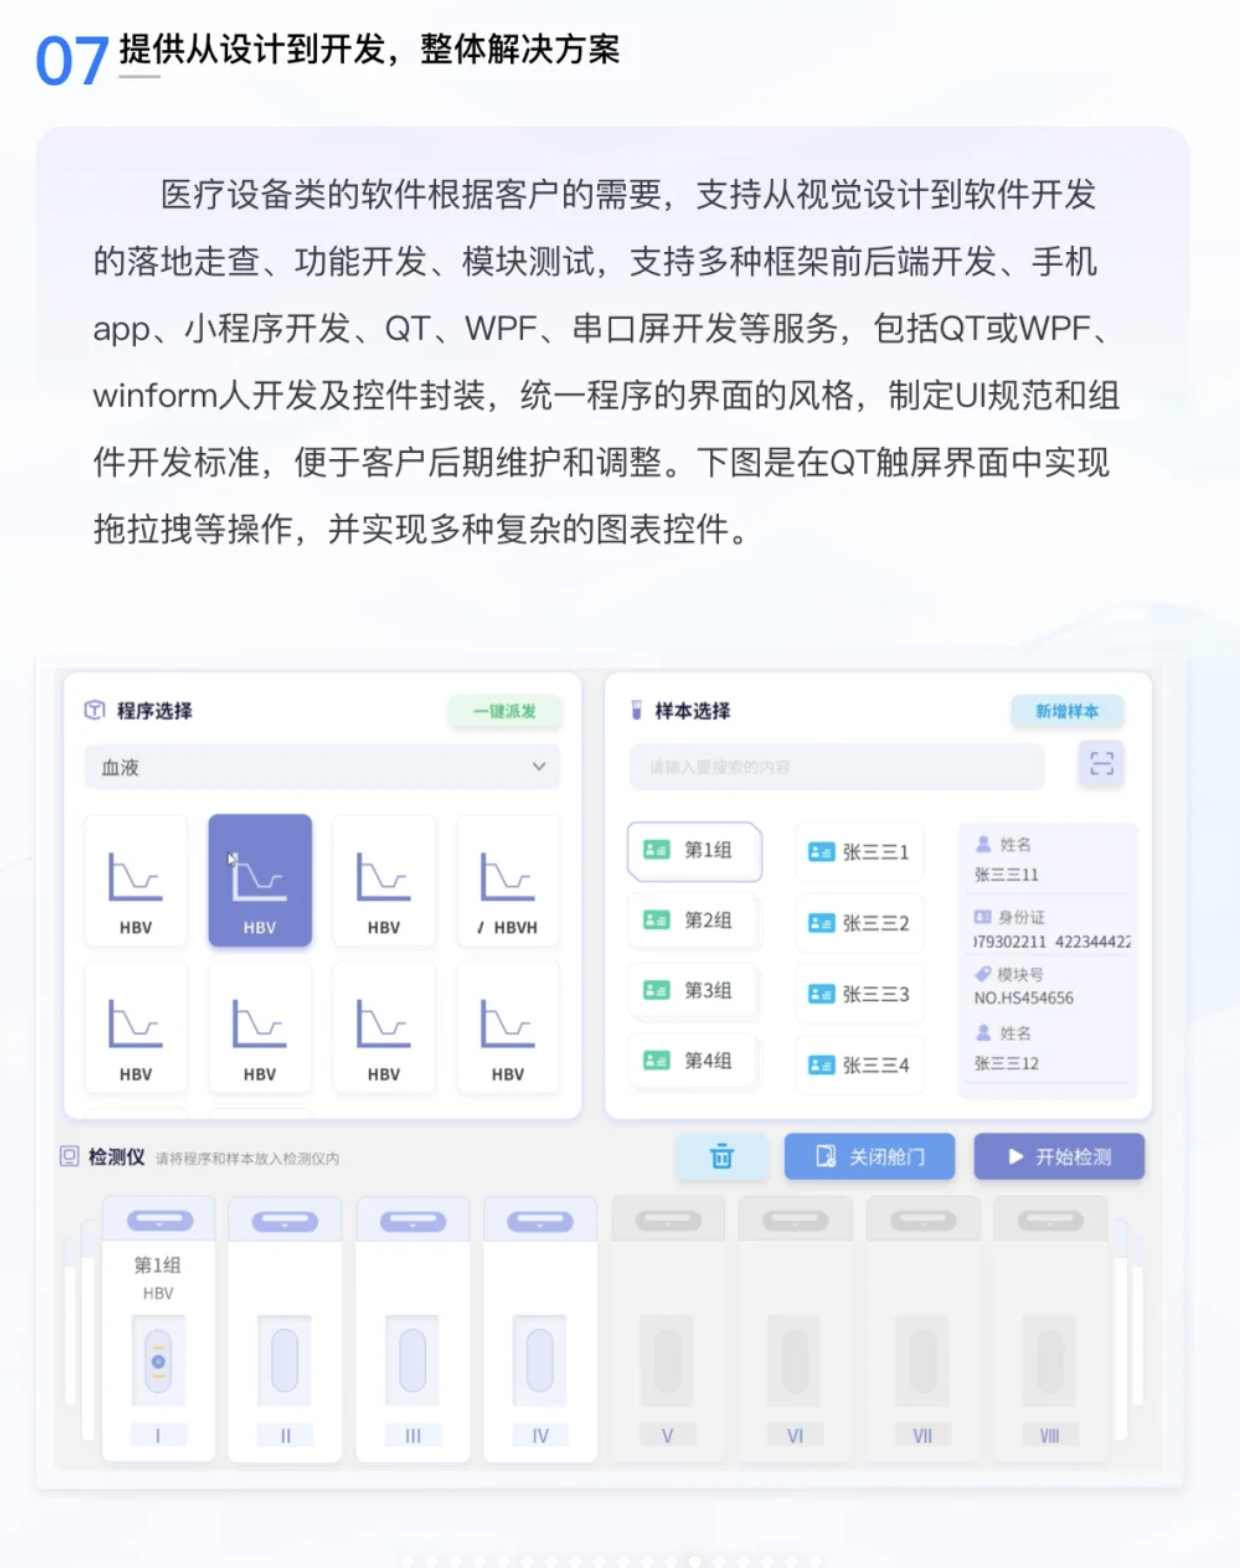 07 提供从设计到开发，整体解决方案
医疗设备类的软件根据客户的需要，支持从视觉设计到软件开发
的落地走查、功能开发、模块测试，支持多种框架前后端开发、手机
app、小程序开发、QT、WPF、串口屏开发等服务，包括QT或WPF、
winform人开发及控件封装，统一程序的界面的风格，制定UI规范和组
件开发标准，便于客户后期维护和调整。下图是在QT触屏界面中实现
拖拉拽等操作，并实现多种复杂的图表控件。
程序选择
一键派发
血液
HBV
HBV
HBV
/ HBVH
HBV
HBV
HBV
HBV
样本选择
新增样本
请输入要搜索的内容
第1组
第2组
第3组
第4组
张三三1
张三三2
张三三3
张三三4
姓名
张三三11
身份证
079302211 422344422
模块号
NO.HS454656
姓名
张三三12
检测仪 请将程序和样本放入检测仪内
关闭舱门
开始检测
第1组
HBV
I
II
III
IV
V
VI
VII
VIII